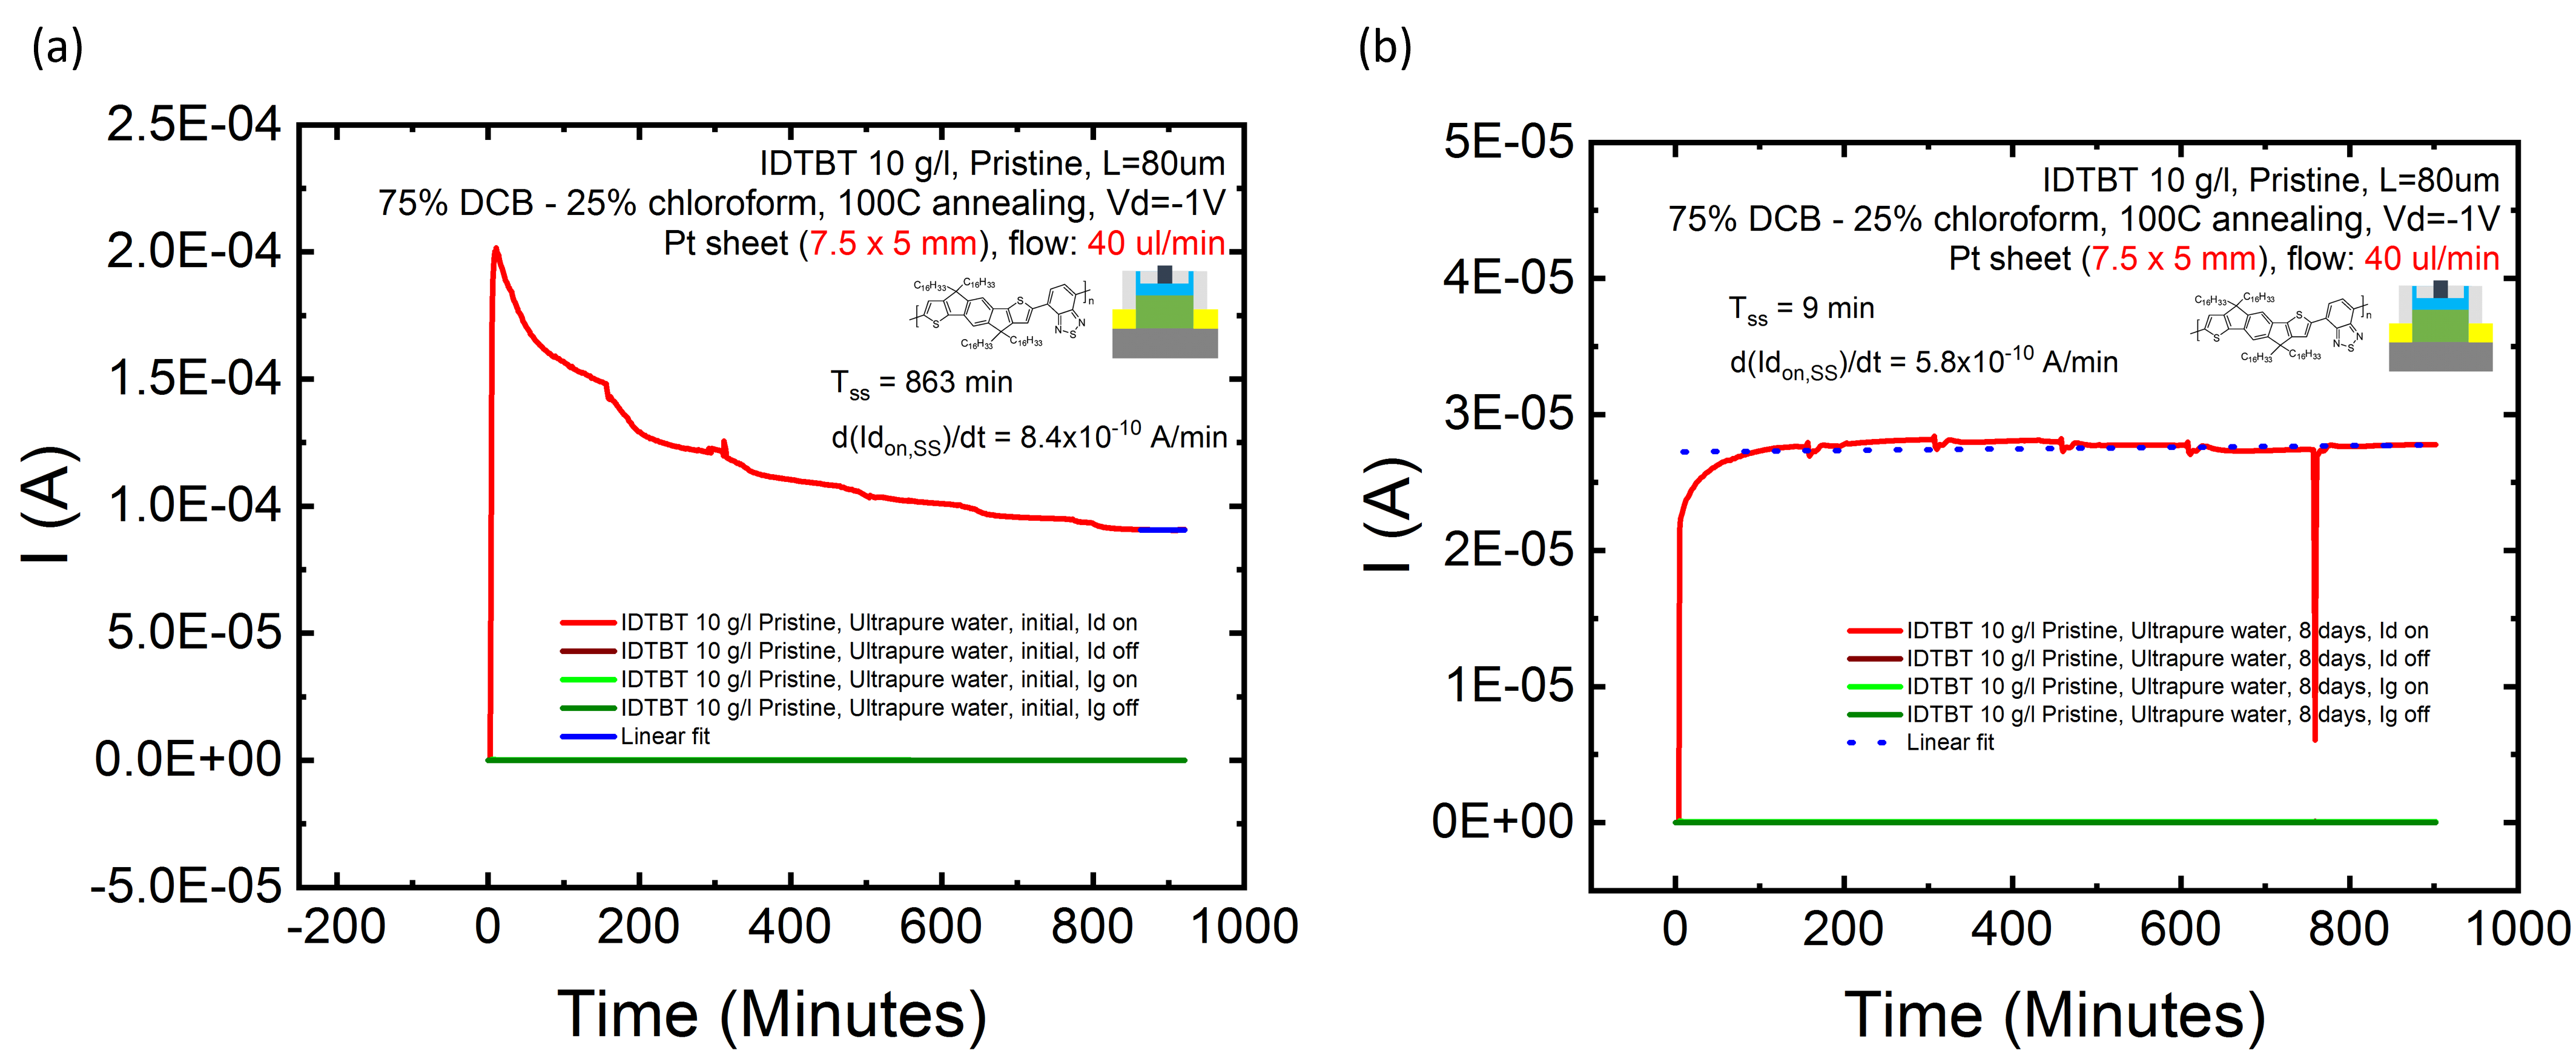 (a)
2.5E-04
2.0E-04
1.5E-04
1.0E-04
5.0E-05
0.0E+00
-5.0E-05
I (A)
-200 0 200 400 600 800 1000
Time (Minutes)
IDTBT 10 g/l, Pristine, L=80um
75% DCB - 25% chloroform, 100C annealing, Vd=-1V
Pt sheet (7.5 x 5 mm), flow: 40 ul/min
C16H33 C16H33
S
S
N S N
n
C16H33 C16H33
Tss = 863 min
d(Idon,SS)/dt = 8.4x10-10 A/min
IDTBT 10 g/l Pristine, Ultrapure water, initial, Id on
IDTBT 10 g/l Pristine, Ultrapure water, initial, Id off
IDTBT 10 g/l Pristine, Ultrapure water, initial, Ig on
IDTBT 10 g/l Pristine, Ultrapure water, initial, Ig off
Linear fit
(b)
5E-05
4E-05
3E-05
2E-05
1E-05
0E+00
I (A)
0 200 400 600 800 1000
Time (Minutes)
IDTBT 10 g/l, Pristine, L=80um
75% DCB - 25% chloroform, 100C annealing, Vd=-1V
Pt sheet (7.5 x 5 mm), flow: 40 ul/min
C16H33 C16H33
S
S
N S N
n
C16H33 C16H33
Tss = 9 min
d(Idon,SS)/dt = 5.8x10-10 A/min
IDTBT 10 g/l Pristine, Ultrapure water, 8 days, Id on
IDTBT 10 g/l Pristine, Ultrapure water, 8 days, Id off
IDTBT 10 g/l Pristine, Ultrapure water, 8 days, Ig on
IDTBT 10 g/l Pristine, Ultrapure water, 8 days, Ig off
Linear fit